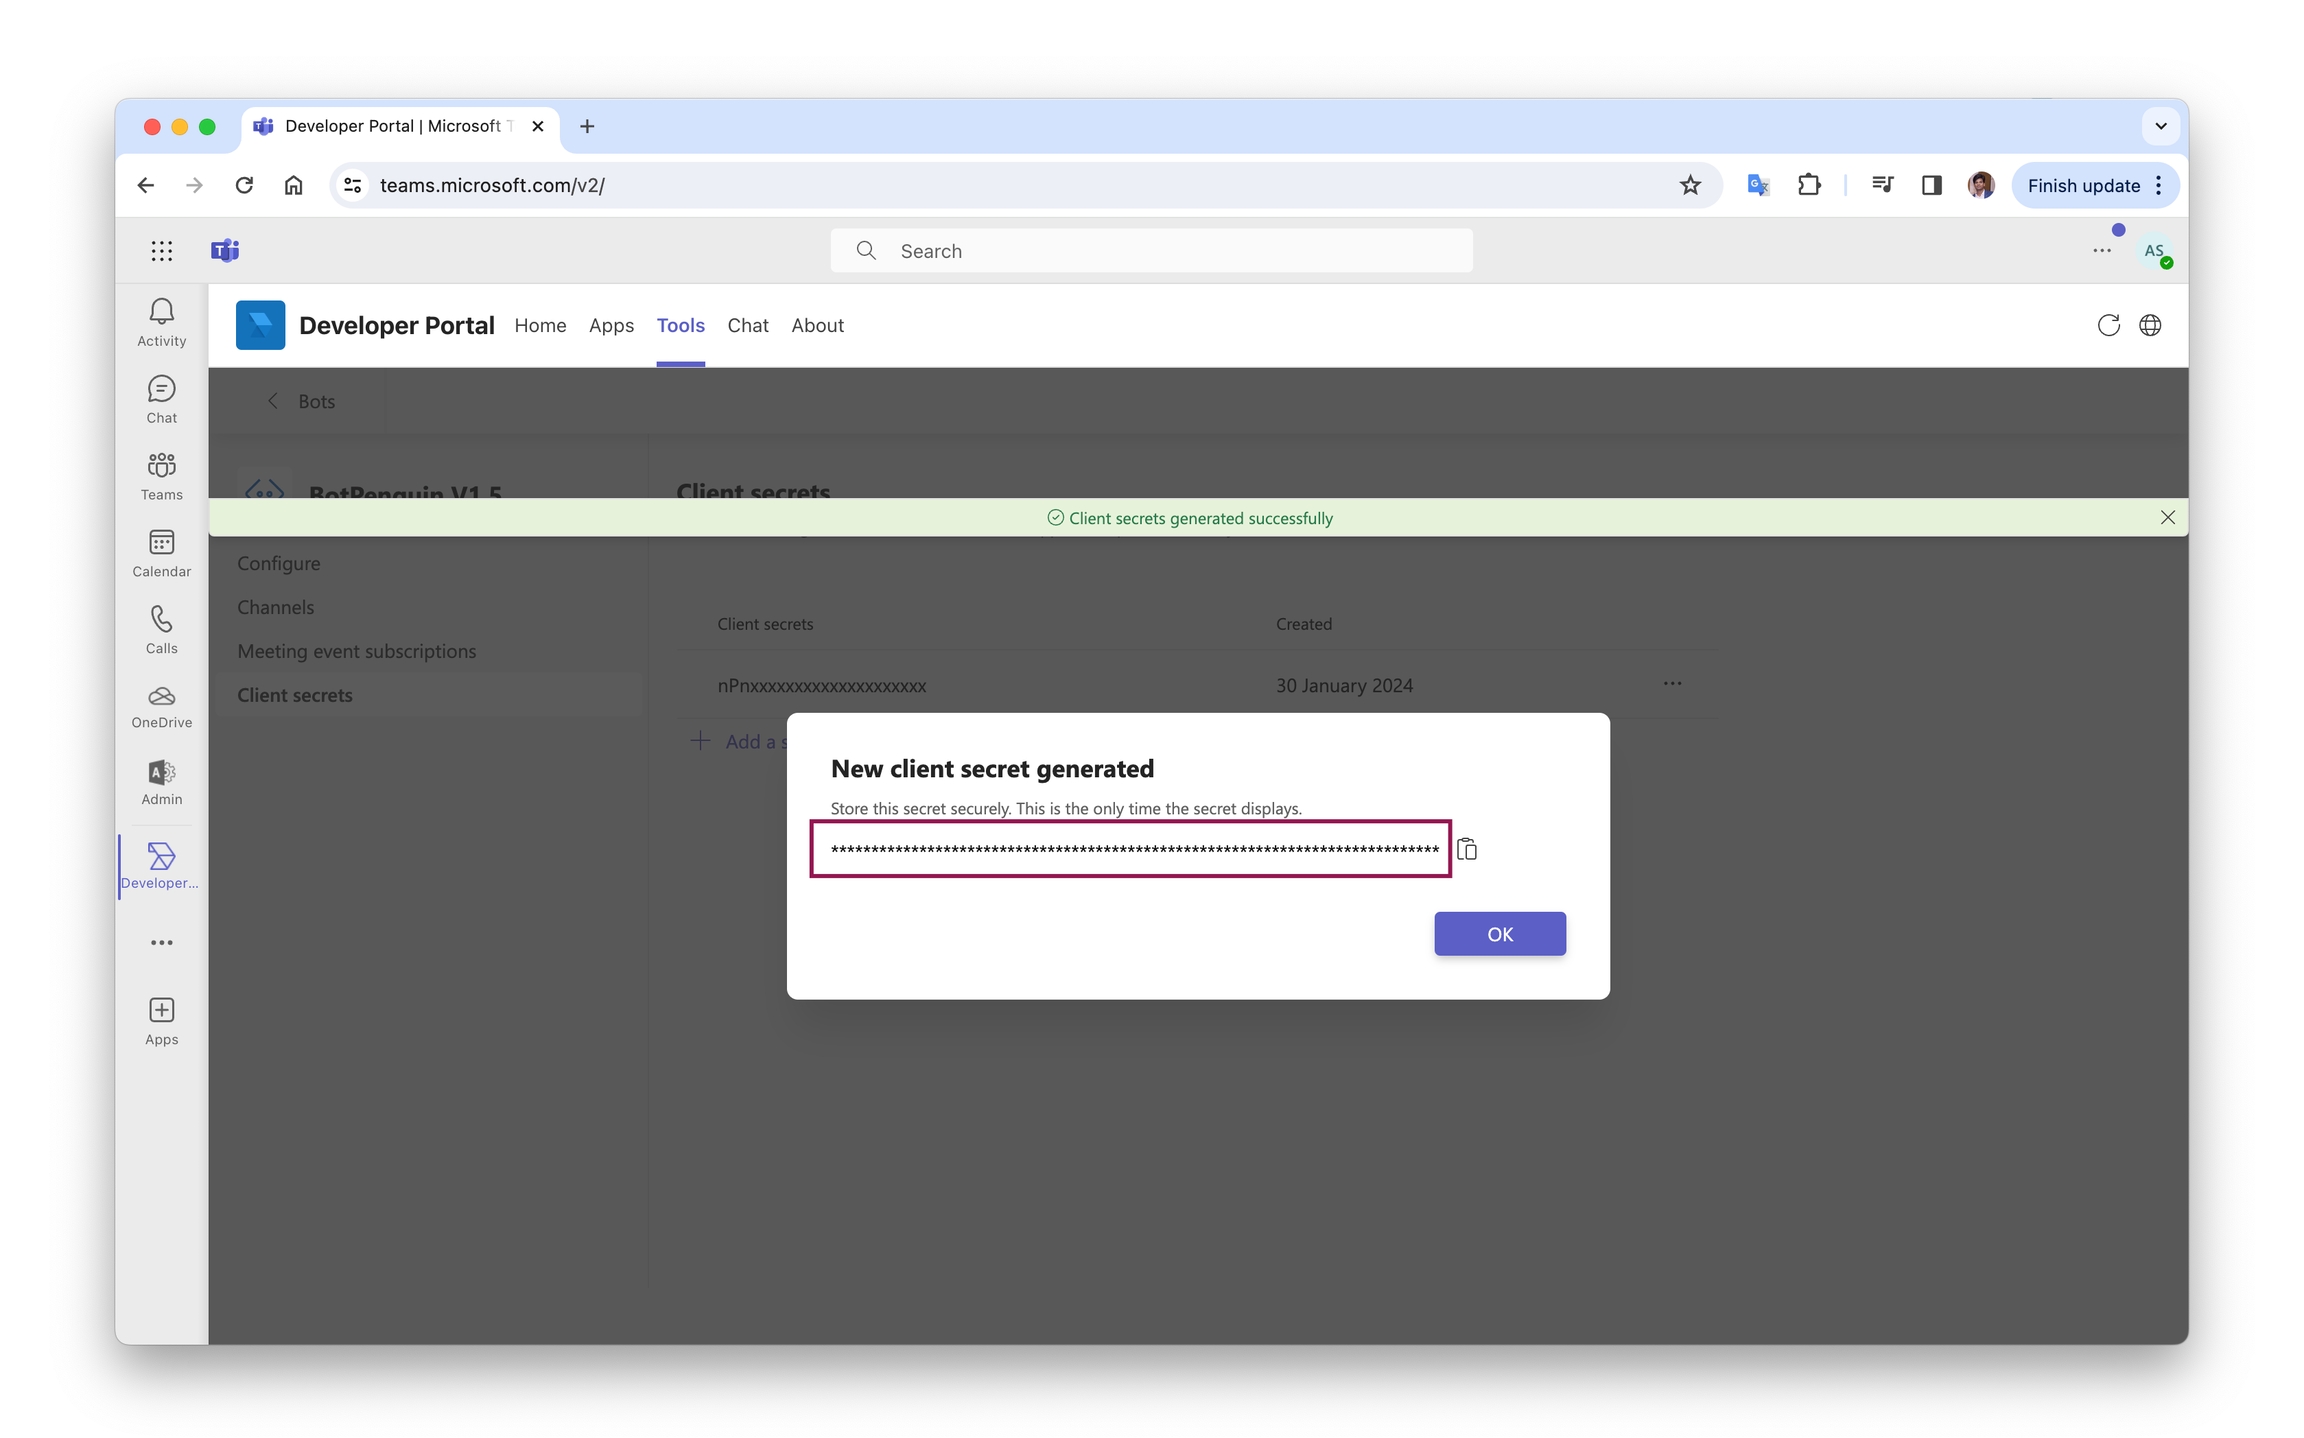 Developer Portal | Microsoft T
teams.microsoft.com/v2/
Finish update
Search
AS
Activity
Chat
Teams
Calendar
Calls
OneDrive
Admin
Developer...
Apps
Developer Portal Home Apps Tools Chat About
Bots
BotPenguin V1.5
Client secrets
Client secrets generated successfully
Configure
Channels
Meeting event subscriptions
Client secrets
Client secrets Created
nPnxxxxxxxxxxxxxxxxxxxx 30 January 2024
Add a
New client secret generated
Store this secret securely. This is the only time the secret displays.
****************************************************************************
OK